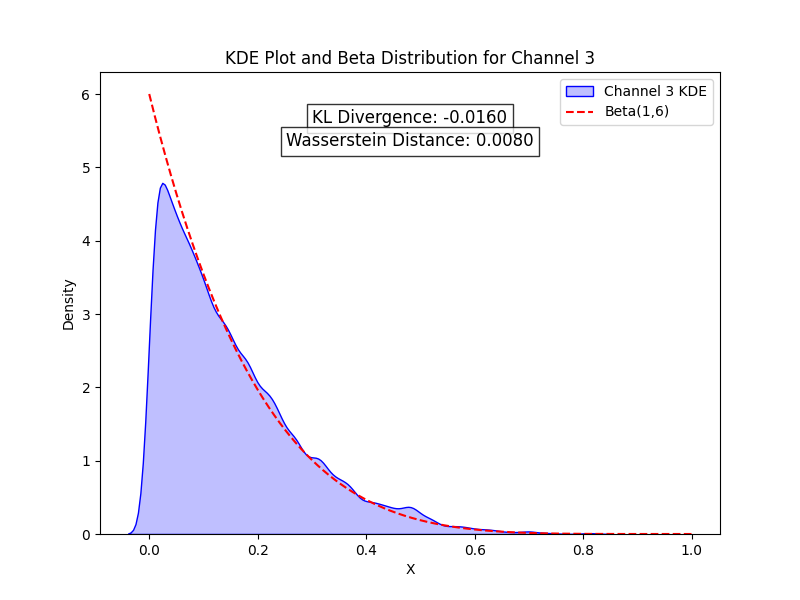 KDE Plot and Beta Distribution for Channel 3
KL Divergence: -0.0160
Wasserstein Distance: 0.0080
Channel 3 KDE
Beta(1,6)
6
5
4
3
2
1
0
Density
0.0 0.2 0.4 0.6 0.8 1.0
X